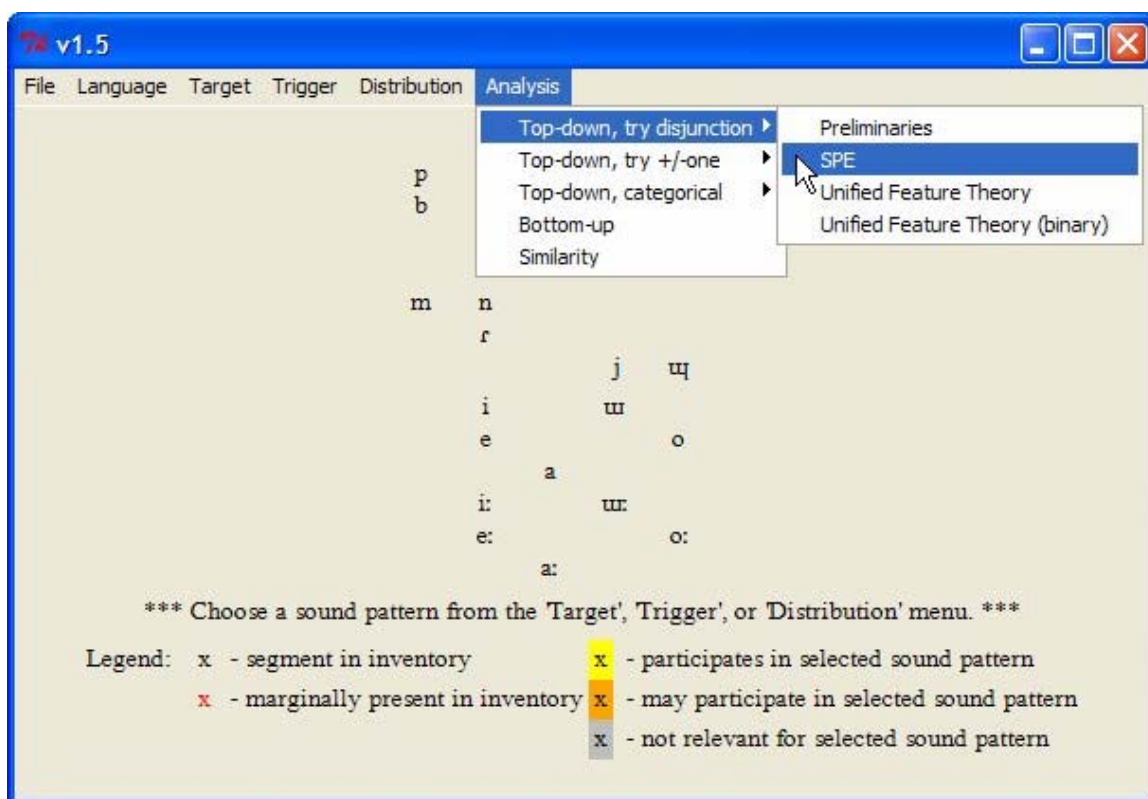 v1.5
File Language Target Trigger Distribution Analysis
Top-down, try disjunction
Top-down, try +/-one
Top-down, categorical
Bottom-up
Similarity
Preliminaries
SPE
Unified Feature Theory
Unified Feature Theory (binary)
p
b
m n
ɾ
j ɰ
i ɯ
e o
a
iː ɯː
eː oː
aː
*** Choose a sound pattern from the 'Target', 'Trigger', or 'Distribution' menu. ***
Legend: x - segment in inventory x - participates in selected sound pattern
x - marginally present in inventory x - may participate in selected sound pattern
x - not relevant for selected sound pattern